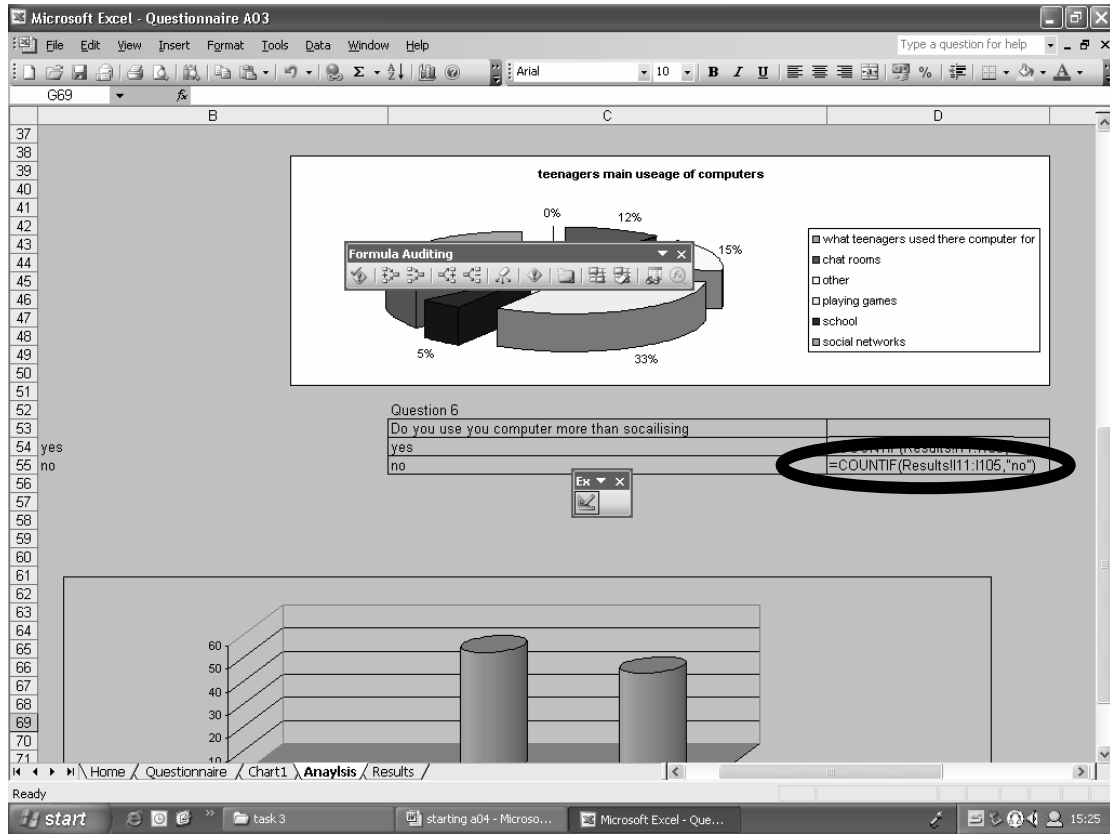 Microsoft Excel - Questionnaire A03
File Edit View Insert Format Tools Data Window Help
Type a question for help
Arial 10 B I U
G69 fx
B C D
37
38
39
teenagers main useage of computers
40
41
0% 12%
42
43
what teenagers used there computer for
Formula Auditing
15%
44
chat rooms
45
other
46
playing games
47
school
48
social networks
49
5% 33%
50
51
52 Question 6
53 Do you use you computer more than socailising
54 yes yes
55 no no =COUNTIF(Results!I11:I105,"no")
56
Ex
57
58
59
60
61
62
63
64
65 60
66 50
67 40
68
69 30
70 20
71 10
Home Questionnaire Chart1 Anaylsis Results
Ready
start task 3 starting a04 - Microso... Microsoft Excel - Que... 15:25